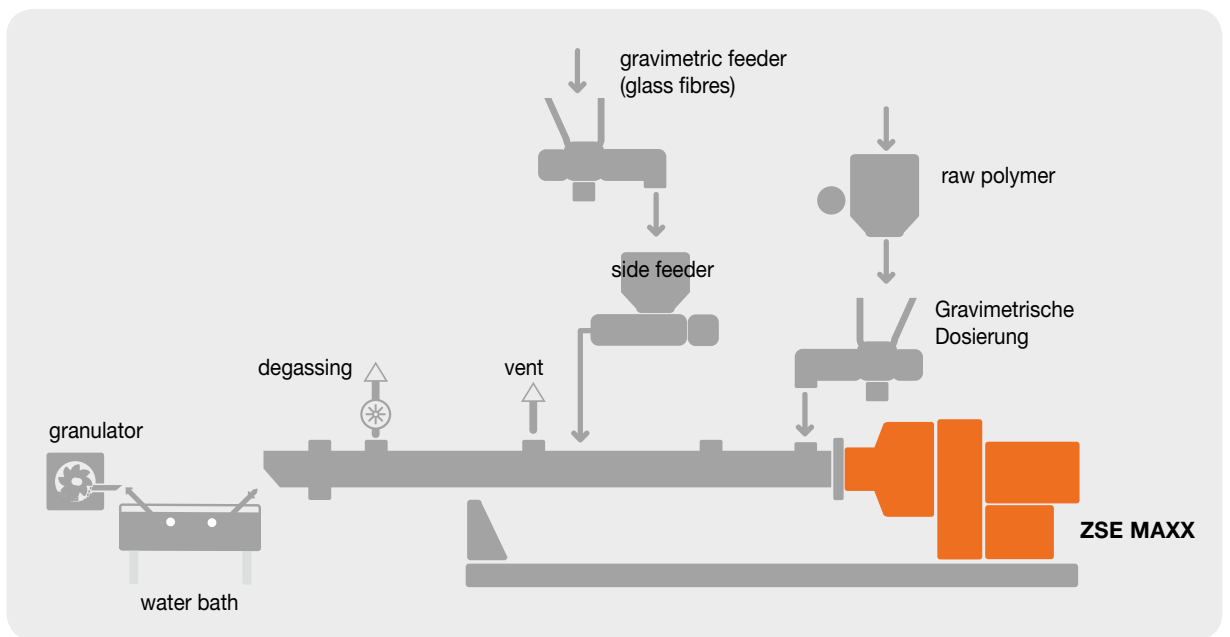 gravimetric feeder
(glass fibres)
raw polymer
side feeder
Gravimetrische
Dosierung
degassing
vent
granulator
ZSE MAXX
water bath